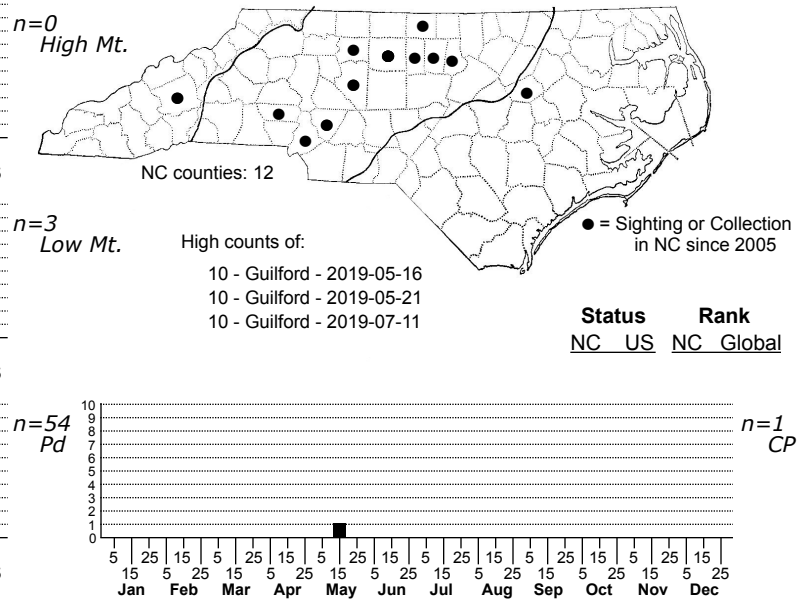 n=0
High Mt.
NC counties: 12
n=3
Low Mt.
High counts of:
10 - Guilford - 2019-05-16
10 - Guilford - 2019-05-21
10 - Guilford - 2019-07-11
= Sighting or Collection
in NC since 2005
Status Rank
NC US NC Global
n=54
Pd
10
9
8
7
6
5
4
3
2
1
0
n=1
CP
5 25 15 5 25 15 5 25 15 5 25 15 5 25 15 5 25 15
15 5 25 15 5 25 15 5 25 15 5 25 15 5 25 15 5 25
Jan Feb Mar Apr May Jun Jul Aug Sep Oct Nov Dec